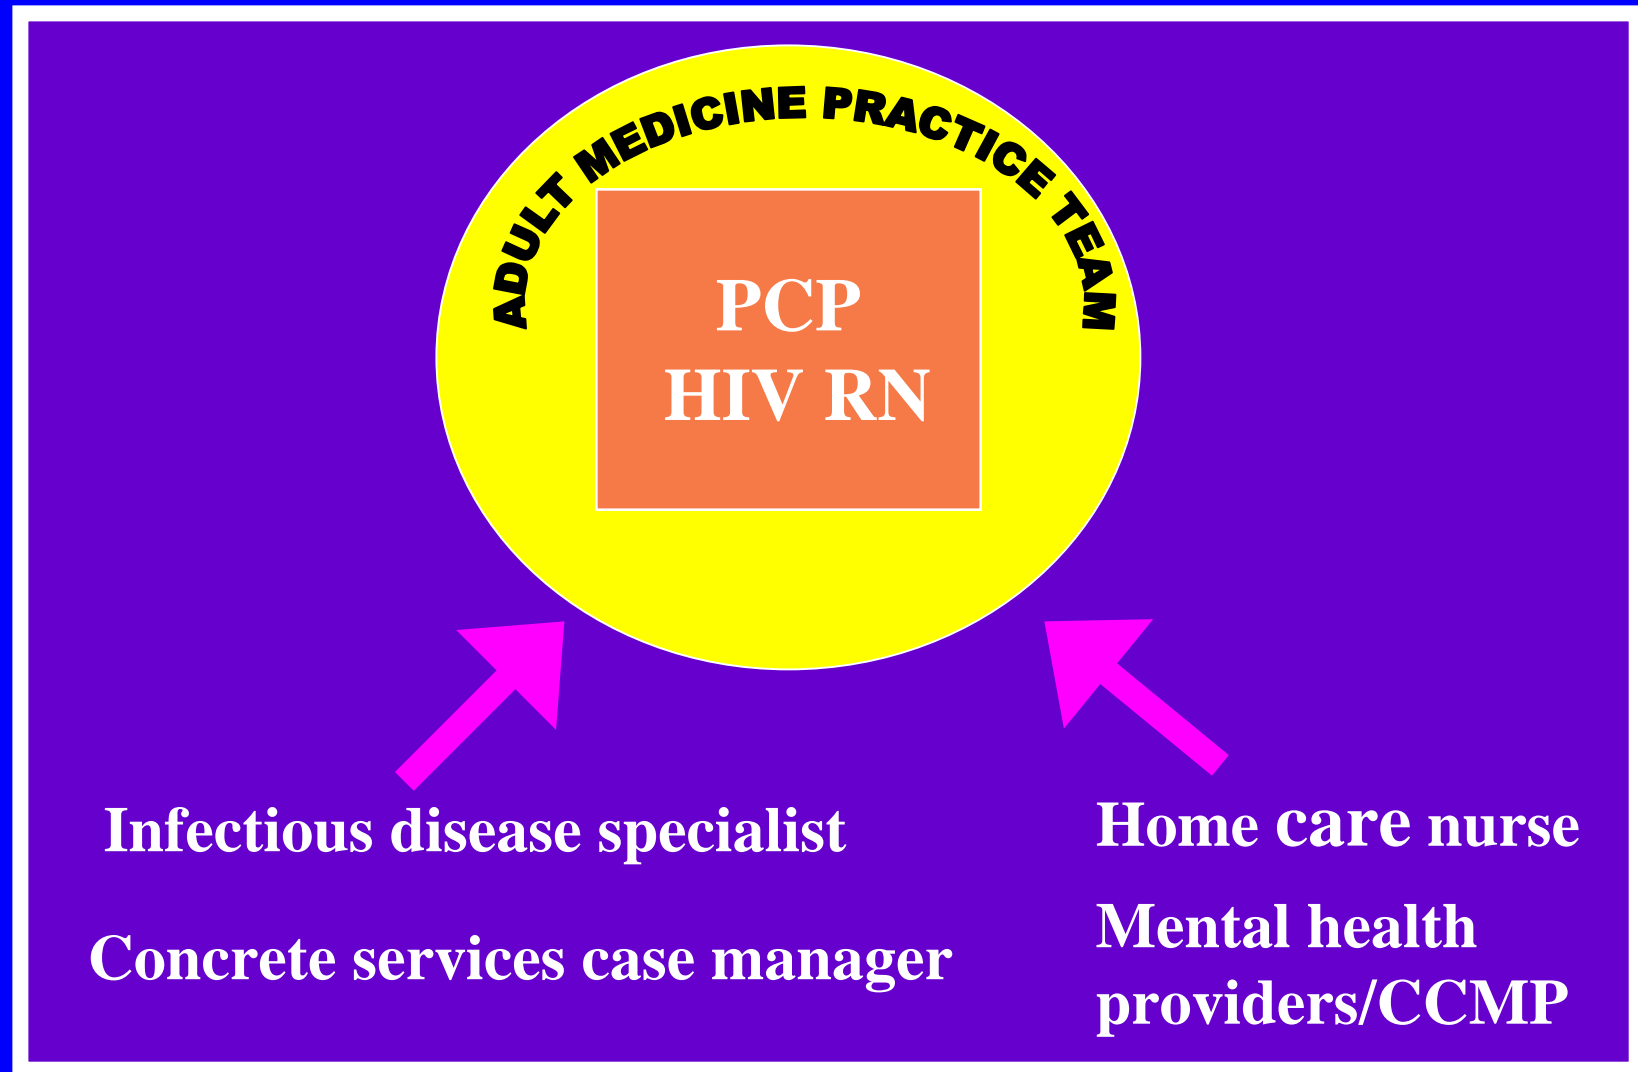 ADULT MEDICINE PRACTICE TEAM
PCP
HIV RN
Infectious disease specialist
Concrete services case manager
Home care nurse
Mental health
providers/CCMP